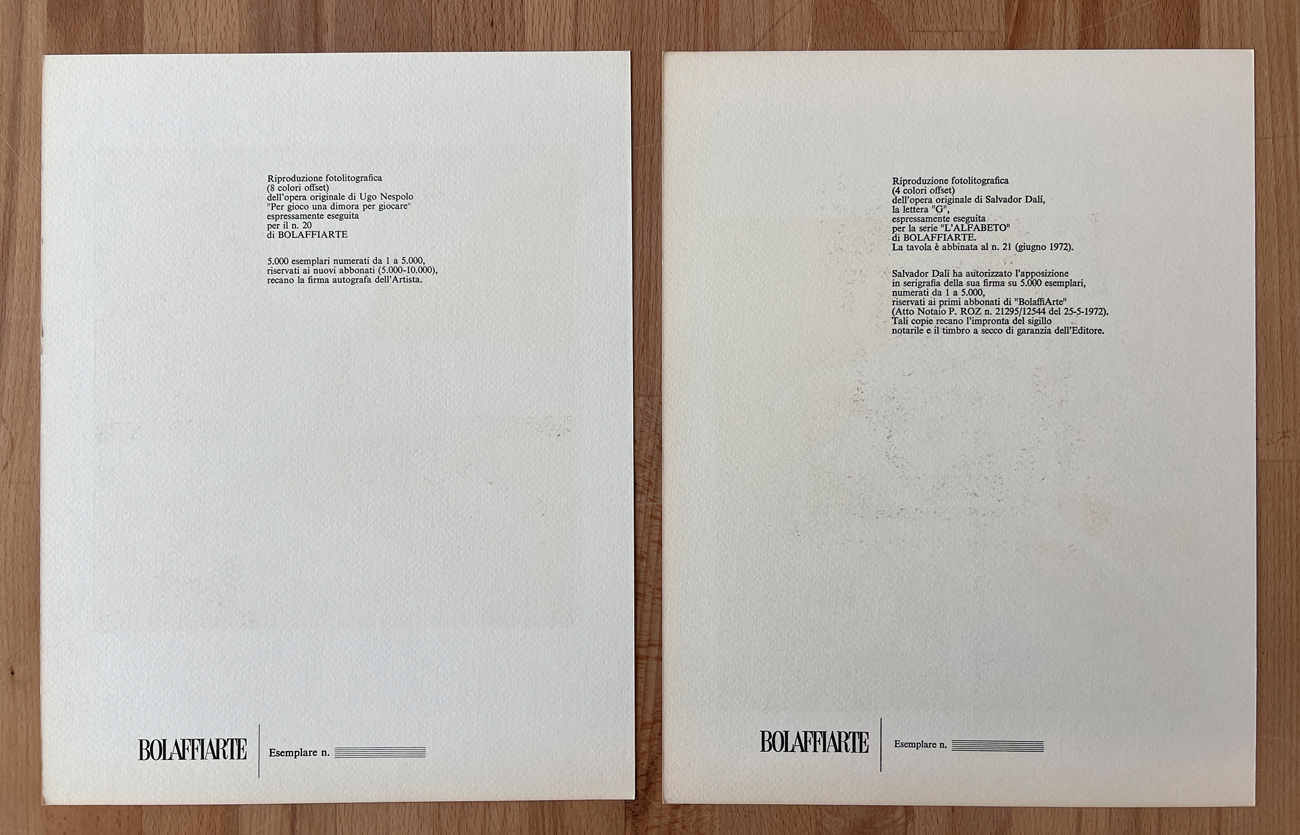 Riproduzione fotolitografica
(8 colori offset)
dell'opera originale di Ugo Nespolo
"Per gioco una dimora per giocare"
espressamente eseguita
per il n. 20
di BOLAFFIARTE
5.000 esemplari numerati da 1 a 5.000,
riservati ai nuovi abbonati (5.000-10.000),
recano la firma autografa dell'Artista.
BOLAFFIARTE
Esemplare n.
Riproduzione fotolitografica
(4 colori offset)
dell'opera originale di Salvador Dalí,
la lettera "G",
espressamente eseguita
per la serie "L'ALFABETO"
di BOLAFFIARTE.
La tavola è abbinata al n. 21 (giugno 1972).
Salvador Dalí ha autorizzato l'apposizione
in serigrafia della sua firma su 5.000 esemplari,
numerati da 1 a 5.000,
riservati ai primi abbonati di "BolaffiArte"
(Atto Notaio P. ROZ n. 21295/12544 del 25-5-1972).
Tali copie recano l'impronta del sigillo
notarile e il timbro a secco di garanzia dell'Editore.
BOLAFFIARTE
Esemplare n.